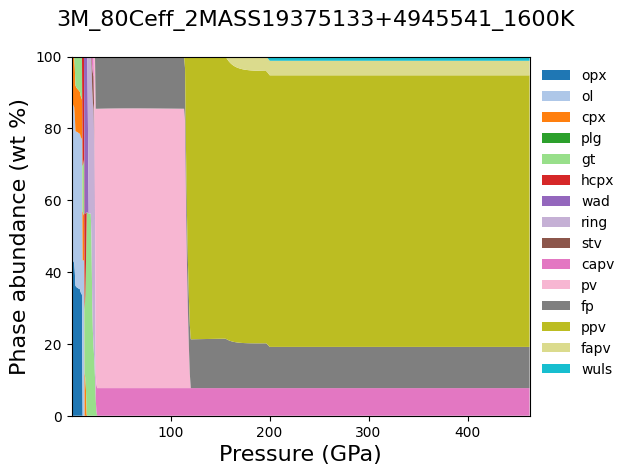 3M_80Ceff_2MASS19375133+4945541_1600K
Phase abundance (wt %)
100
80
60
40
20
0
100
200
300
400
Pressure (GPa)
opx
ol
cpx
plg
gt
hcpx
wad
ring
stv
capv
pv
fp
ppv
fapv
wuls